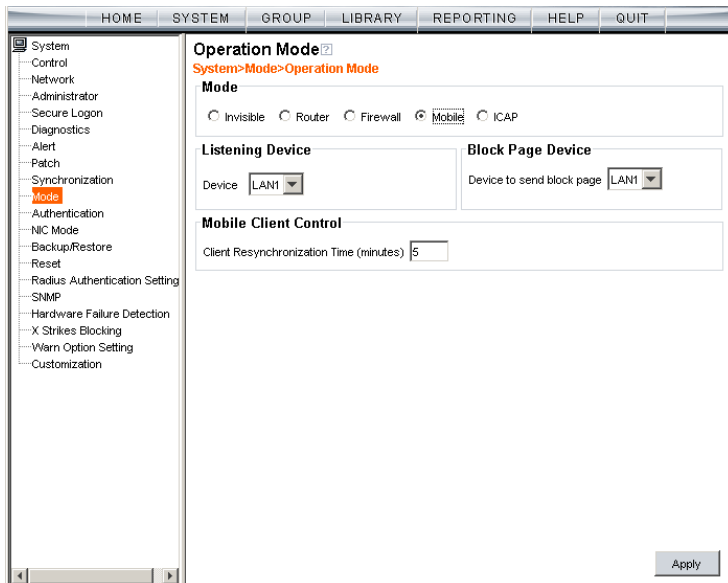 HOME SYSTEM GROUP LIBRARY REPORTING HELP QUIT
System
Control
Network
Administrator
Secure Logon
Diagnostics
Alert
Patch
Synchronization
Mode
Authentication
NIC Mode
Backup/Restore
Reset
Radius Authentication Setting
SNMP
Hardware Failure Detection
X Strikes Blocking
Warn Option Setting
Customization
Operation Mode ?
System>Mode>Operation Mode
Mode
Invisible Router Firewall Mobile ICAP
Listening Device
Device LAN1
Block Page Device
Device to send block page LAN1
Mobile Client Control
Client Resynchronization Time (minutes) 5
Apply